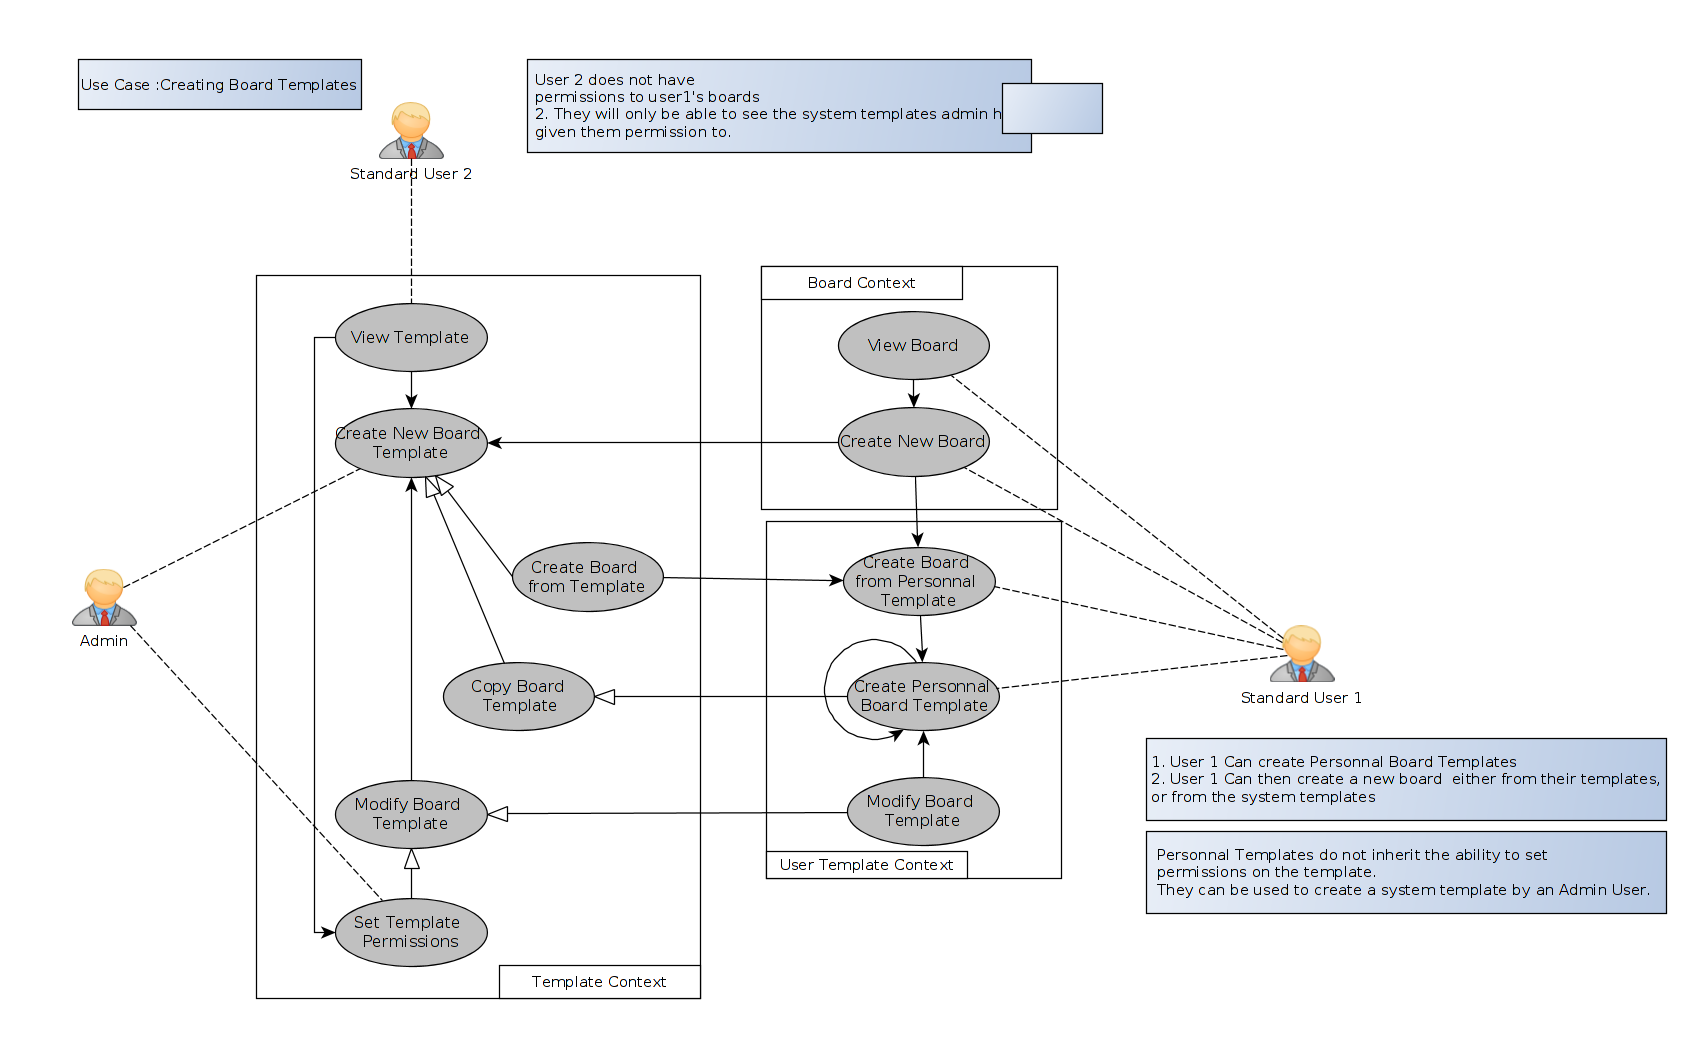 Use Case :Creating Board Templates
User 2 does not have
permissions to user1's boards
2. They will only be able to see the system templates admin
given them permission to.
Standard User 2
Board Context
View Template
View Board
Create New Board
Template
Create New Board
Create Board
from Template
Create Board
from Personnal
Template
Admin
Copy Board
Template
Create Personnal
Board Template
Standard User 1
Modify Board
Template
Modify Board
Template
1. User 1 Can create Personnal Board Templates
2. User 1 Can then create a new board  either from their templates,
or from the system templates
User Template Context
Personnal Templates do not inherit the ability to set
permissions on the template.
They can be used to create a system template by an Admin User.
Set Template
Permissions
Template Context